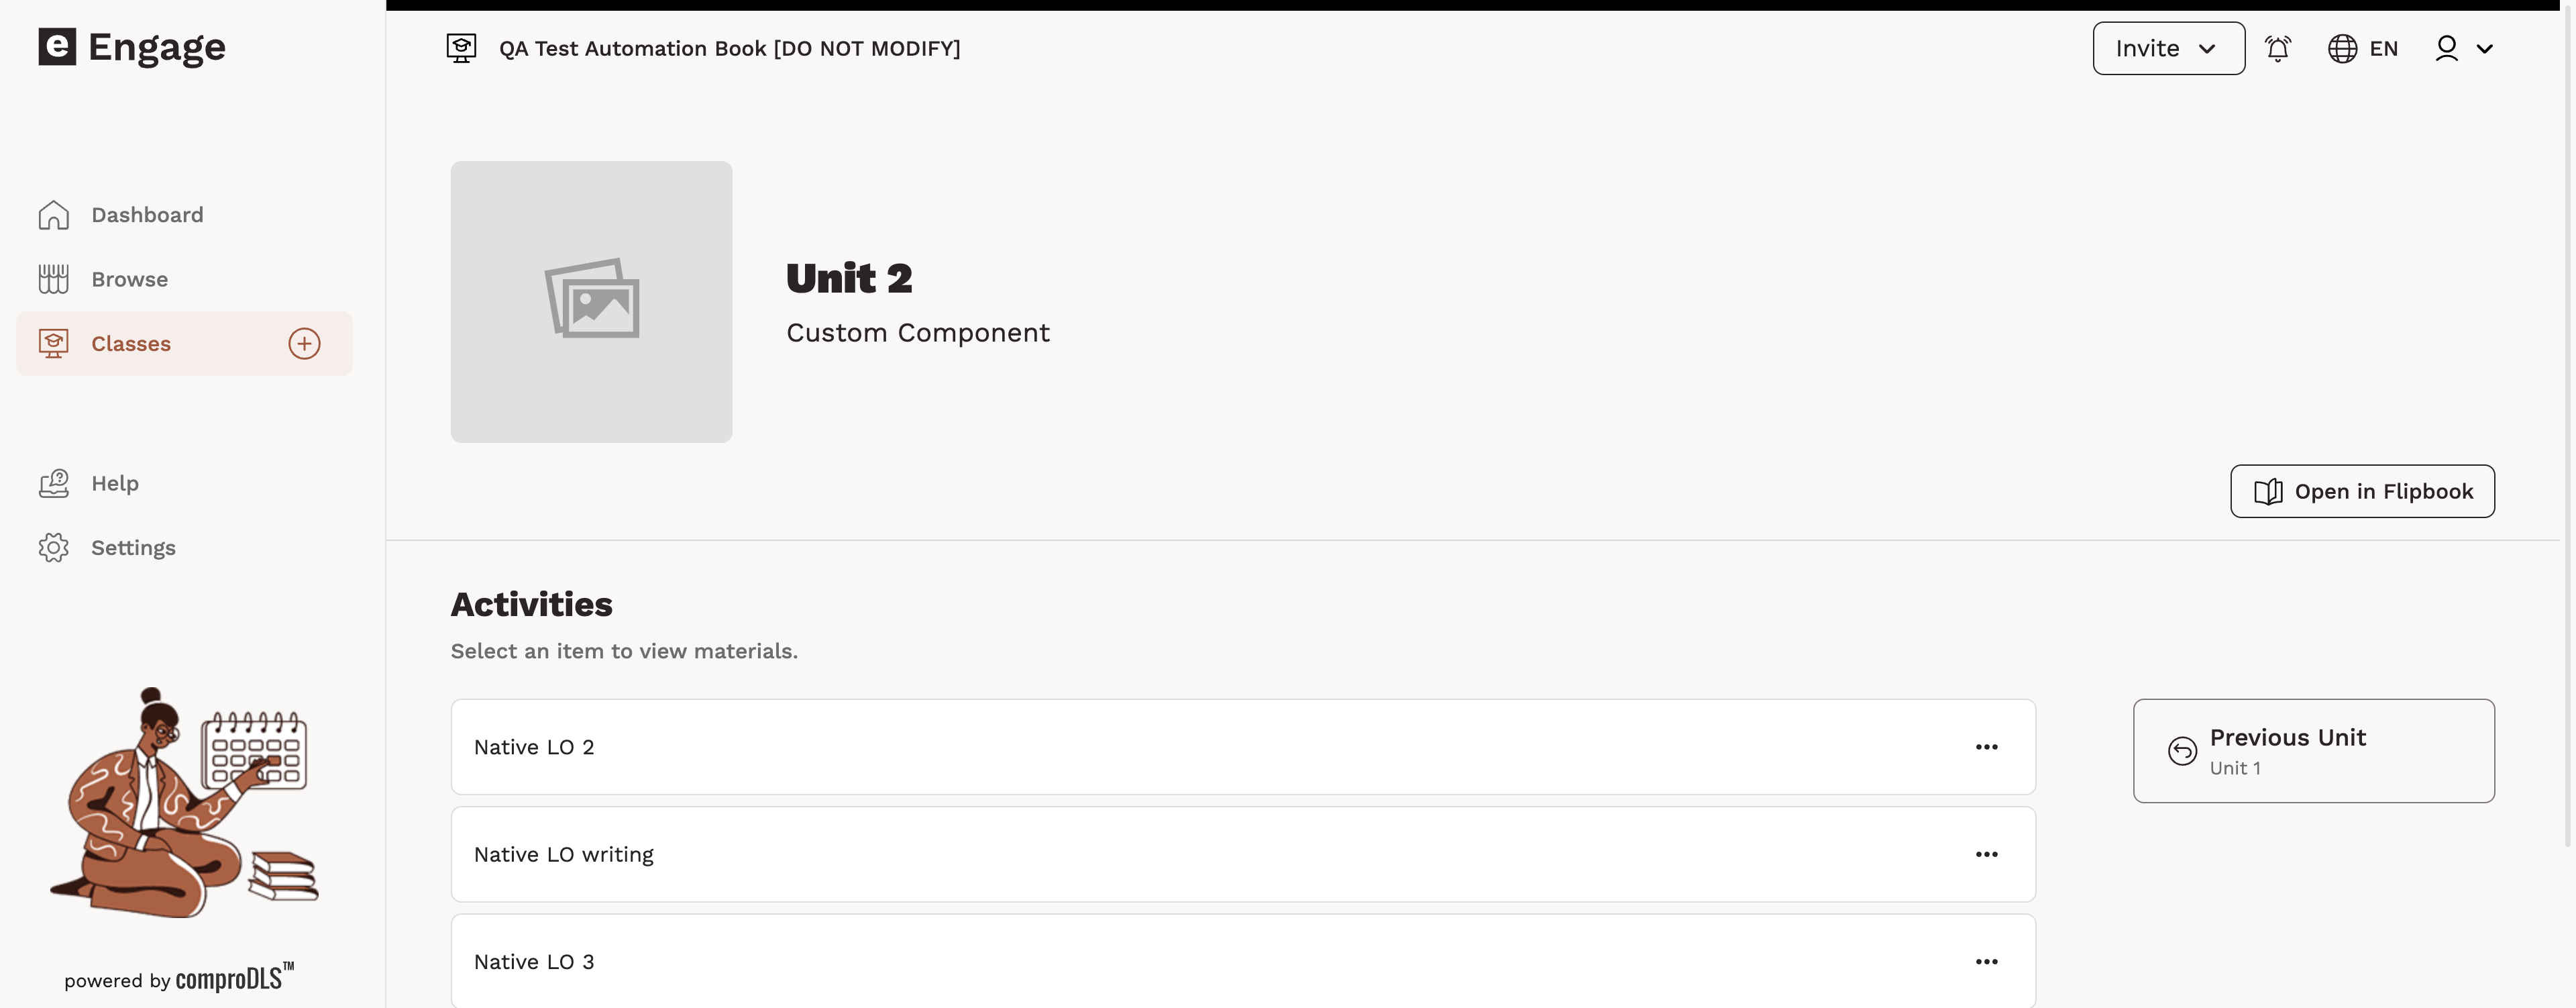 e Engage
QA Test Automation Book [DO NOT MODIFY]
Invite
EN
Dashboard
Browse
Classes
Help
Settings
powered by comproDLS™
Unit 2
Custom Component
Open in Flipbook
Activities
Select an item to view materials.
Native LO 2
Native LO writing
Native LO 3
Previous Unit
Unit 1